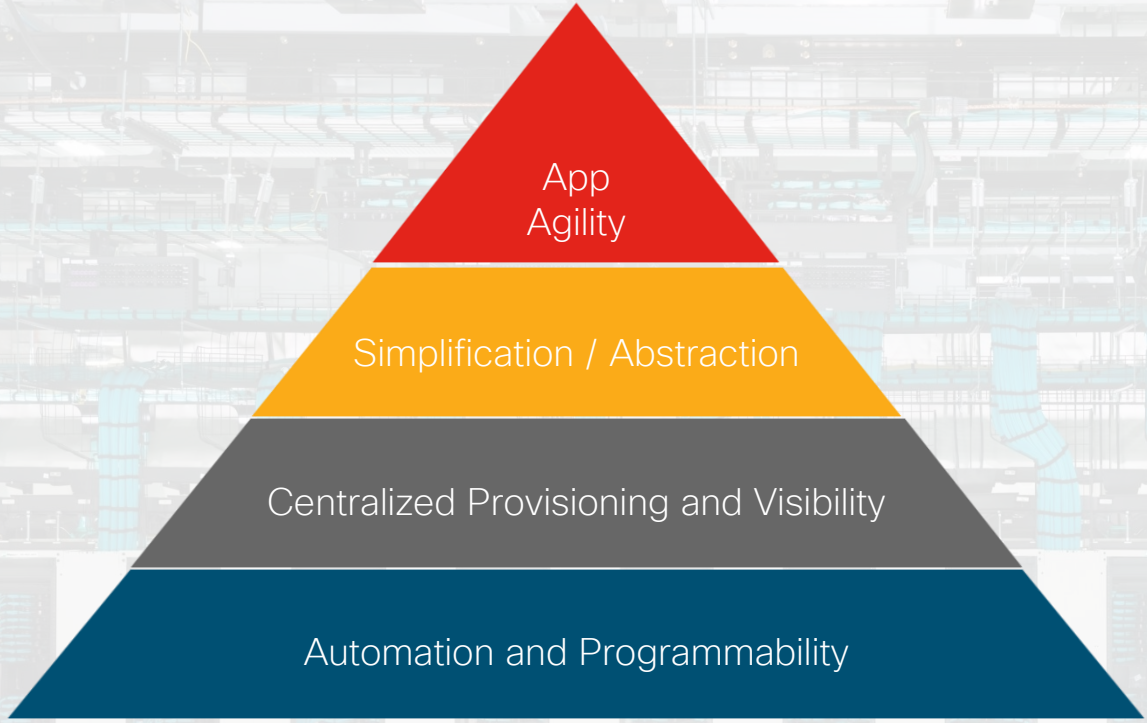 App
Agility
Simplification / Abstraction
Centralized Provisioning and Visibility
Automation and Programmability